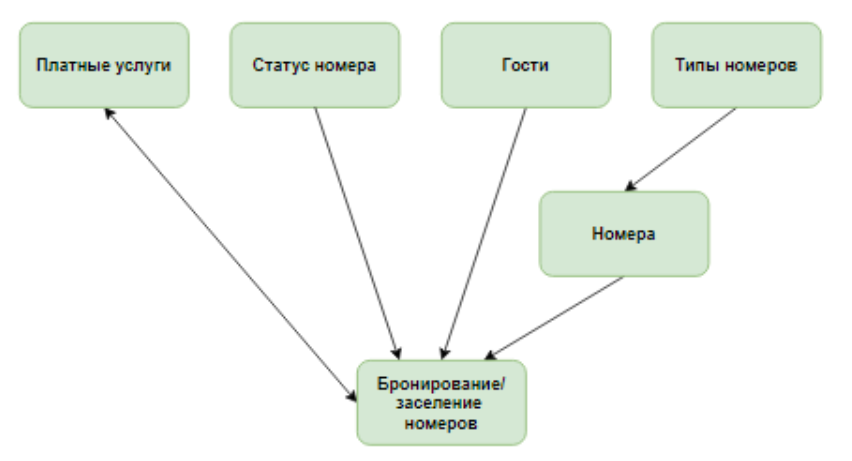 Платные услуги
Статус номера
Гости
Типы номеров
Номера
Бронирование/
заселение
номеров